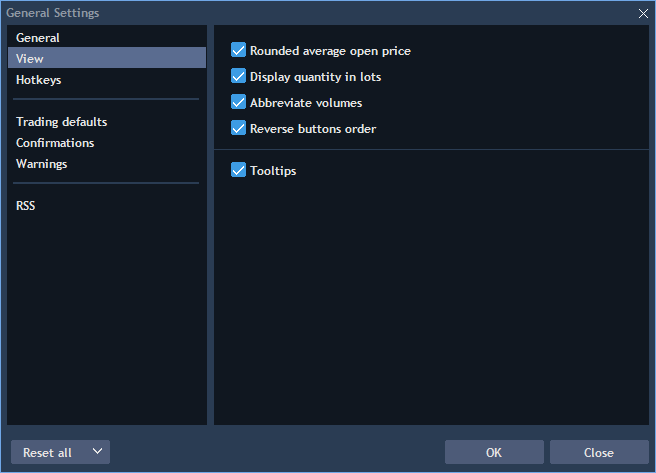 General Settings
General
View
Hotkeys
Trading defaults
Confirmations
Warnings
RSS
Rounded average open price
Display quantity in lots
Abbreviate volumes
Reverse buttons order
Tooltips
Reset all
OK
Close